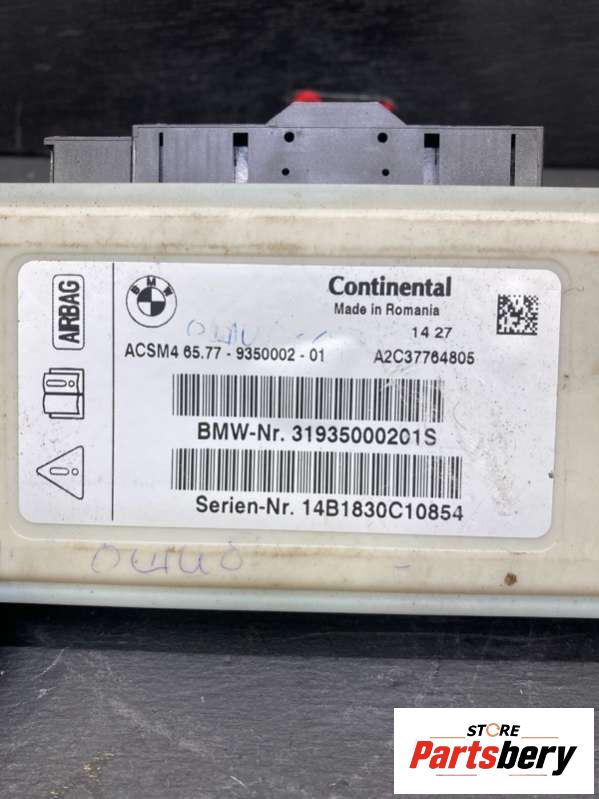 AIRBAG
BMW
Continental
Made in Romania
14 27
ACSM4 65.77 - 9350002 - 01 A2C37764805
BMW-Nr. 31935000201S
Serien-Nr. 14B1830C10854
STORE
Partsbery